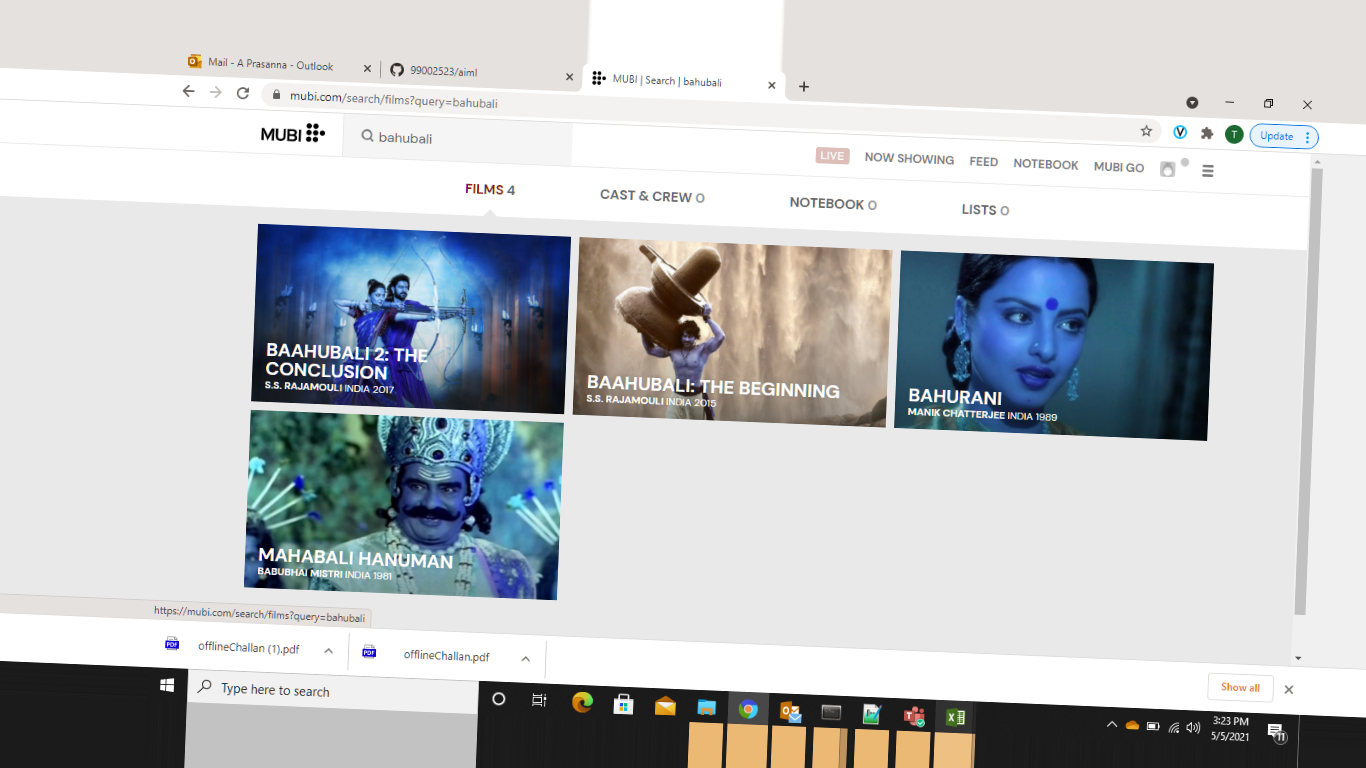 Mail - A Prasanna - Outlook
99002523/aiml
MUBI | Search | bahubali
mubi.com/search/films?query=bahubali
V
T
Update
MUBI
bahubali
LIVE
NOW SHOWING
FEED
NOTEBOOK
MUBI GO
FILMS 4
CAST & CREW 0
NOTEBOOK 0
LISTS 0
BAAHUBALI 2: THE
CONCLUSION
S.S. RAJAMOULI INDIA 2017
BAAHUBALI: THE BEGINNING
S.S. RAJAMOULI INDIA 2015
BAHURANI
MANIK CHATTERJEE INDIA 1989
MAHABALI HANUMAN
BABUBHAI MISTRI INDIA 1981
https://mubi.com/search/films?query=bahubali
PDF
offlineChallan (1).pdf
PDF
offlineChallan.pdf
Show all
Type here to search
3:23 PM
5/5/2021
11